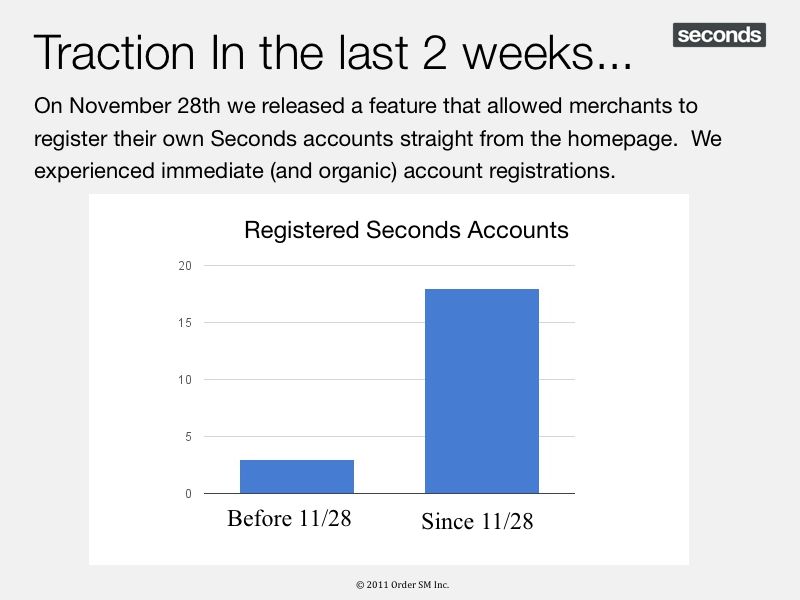 Traction In the last 2 weeks...
seconds
On November 28th we released a feature that allowed merchants to
register their own Seconds accounts straight from the homepage.  We
experienced immediate (and organic) account registrations.
Registered Seconds Accounts
20
15
10
5
0
Before 11/28
Since 11/28
© 2011 Order SM Inc.